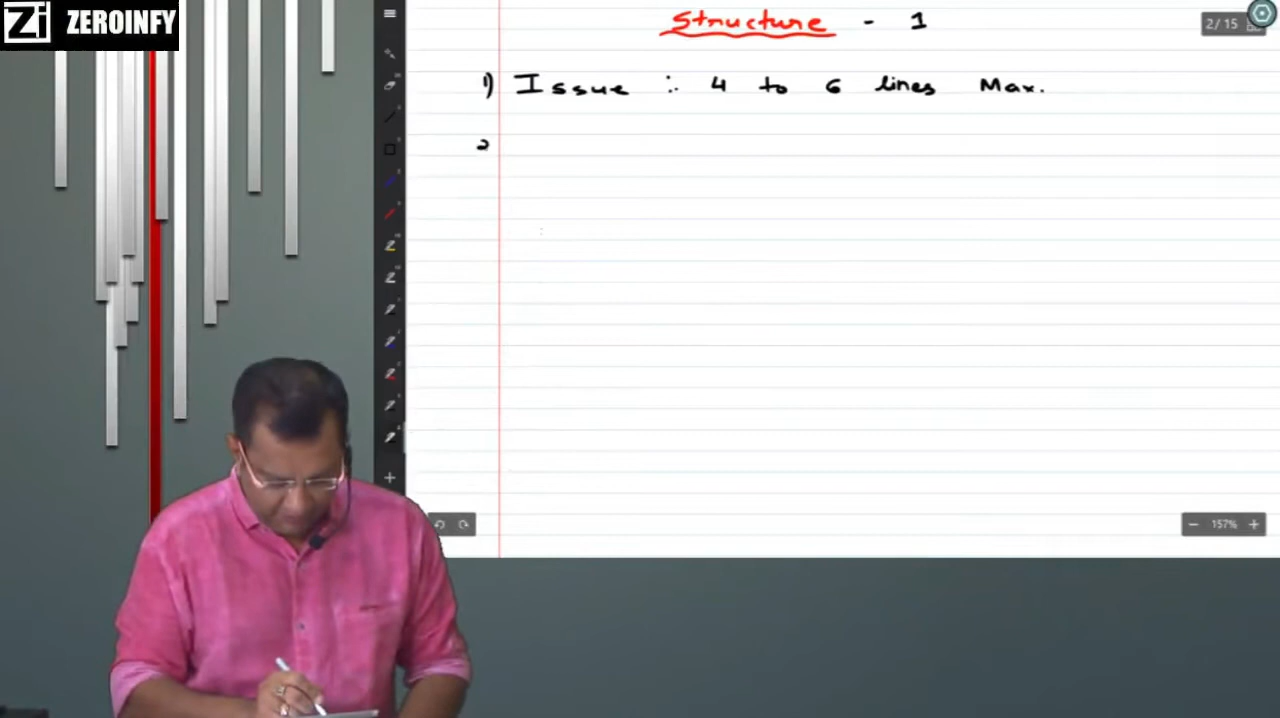 Zi ZEROINFY
Structure - 1
2/15
1) Issue :- 4 to 6 lines Max.
2
157%